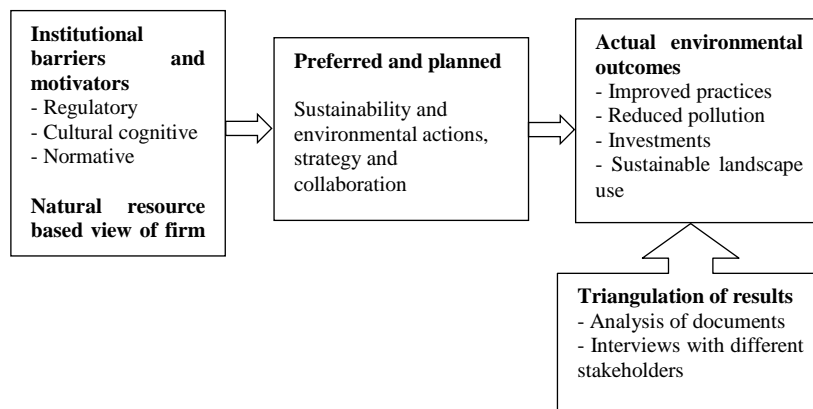 Institutional
barriers and
motivators
- Regulatory
- Cultural cognitive
- Normative
Natural resource
based view of firm
Preferred and planned
Sustainability and
environmental actions,
strategy and
collaboration
Actual environmental
outcomes
- Improved practices
- Reduced pollution
- Investments
- Sustainable landscape
use
Triangulation of results
- Analysis of documents
- Interviews with different
stakeholders